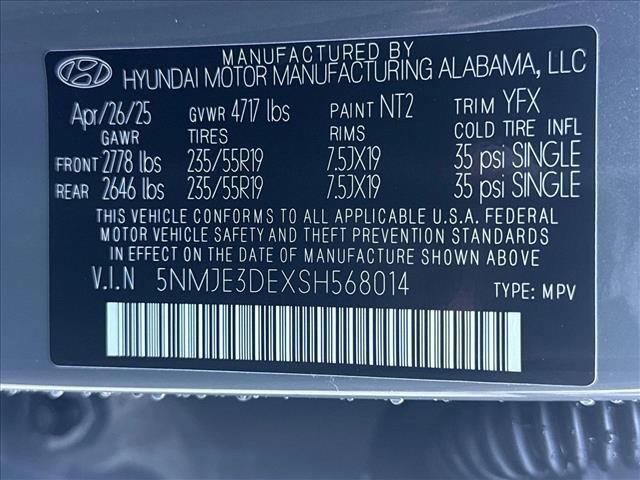 MANUFACTURED BY
HYUNDAI MOTOR MANUFACTURING ALABAMA, LLC
Apr/26/25 GVWR 4717 lbs PAINT NT2 TRIM YFX
GAWR TIRES RIMS COLD TIRE INFL
FRONT 2778 lbs 235/55R19 7.5JX19 35 psi SINGLE
REAR 2646 lbs 235/55R19 7.5JX19 35 psi SINGLE
THIS VEHICLE CONFORMS TO ALL APPLICABLE U.S.A. FEDERAL
MOTOR VEHICLE SAFETY AND THEFT PREVENTION STANDARDS
IN EFFECT ON THE DATE OF MANUFACTURE SHOWN ABOVE.
V.I.N 5NMJE3DEXSH568014 TYPE: MPV